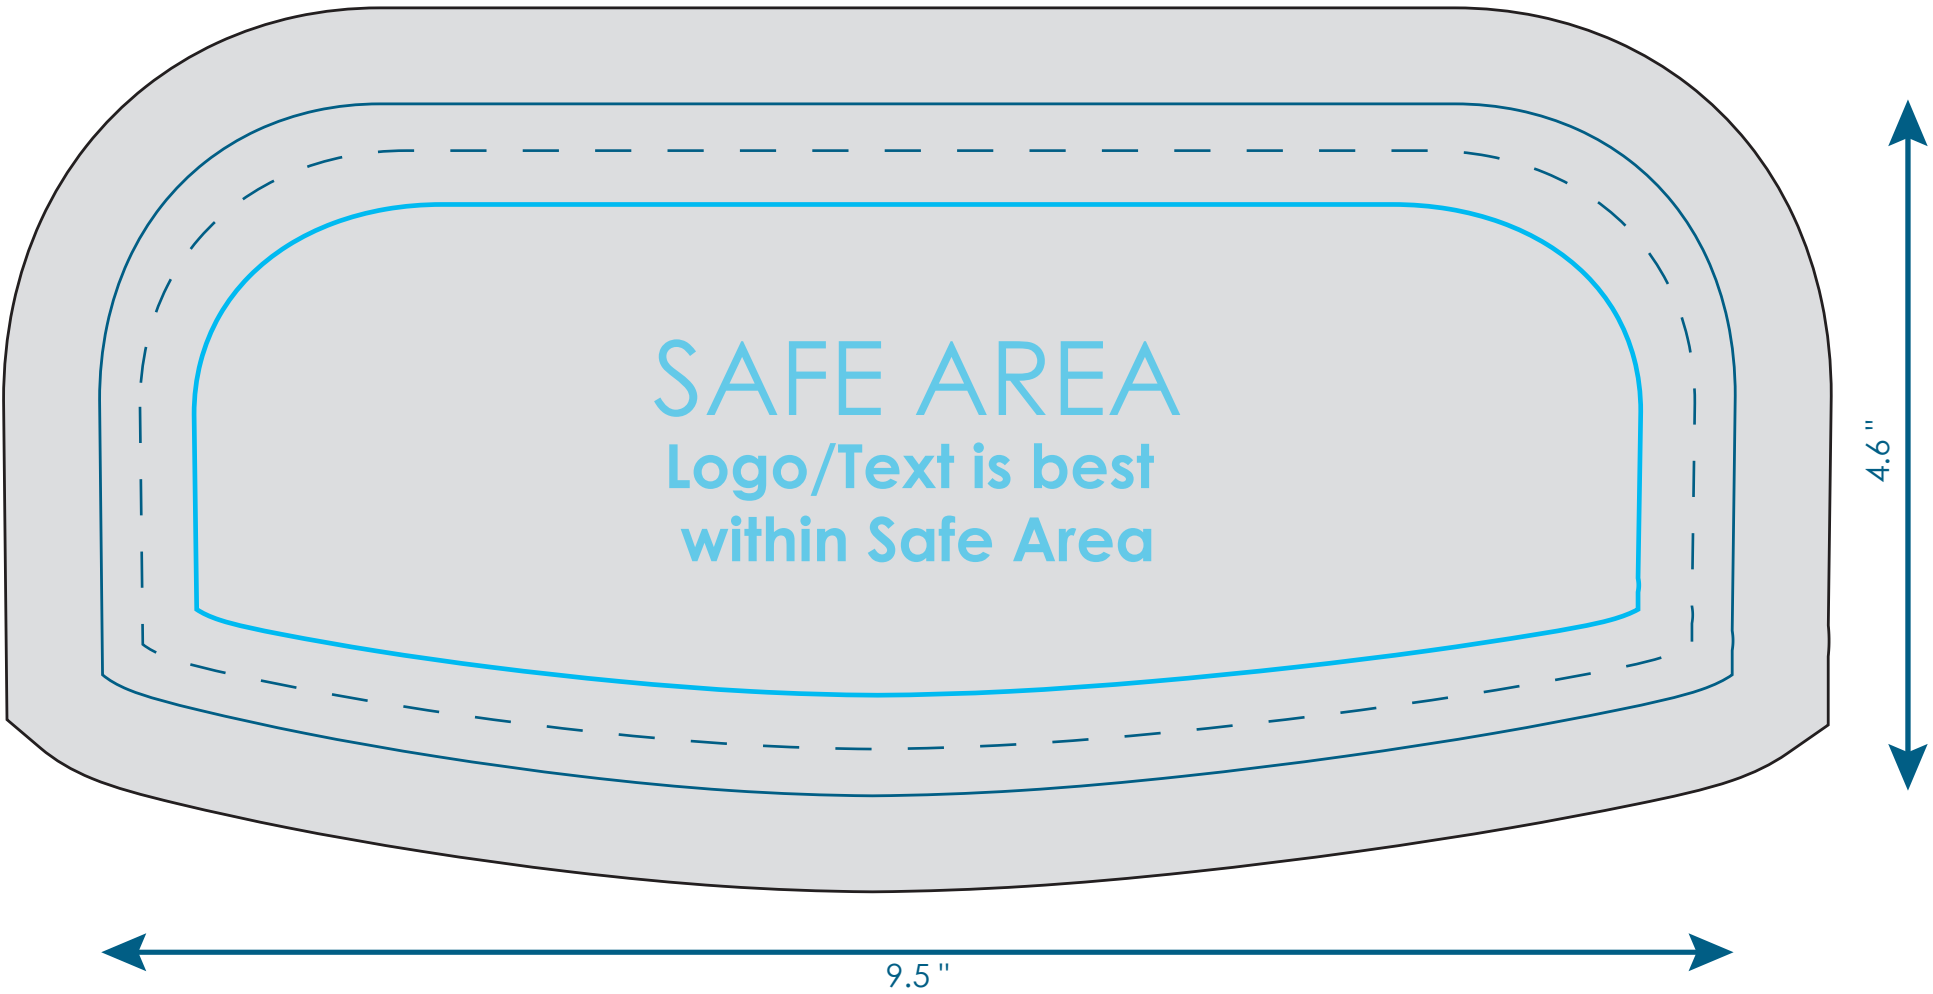 SAFE AREA
Logo/Text is best
within Safe Area
4.6 "
9.5 "